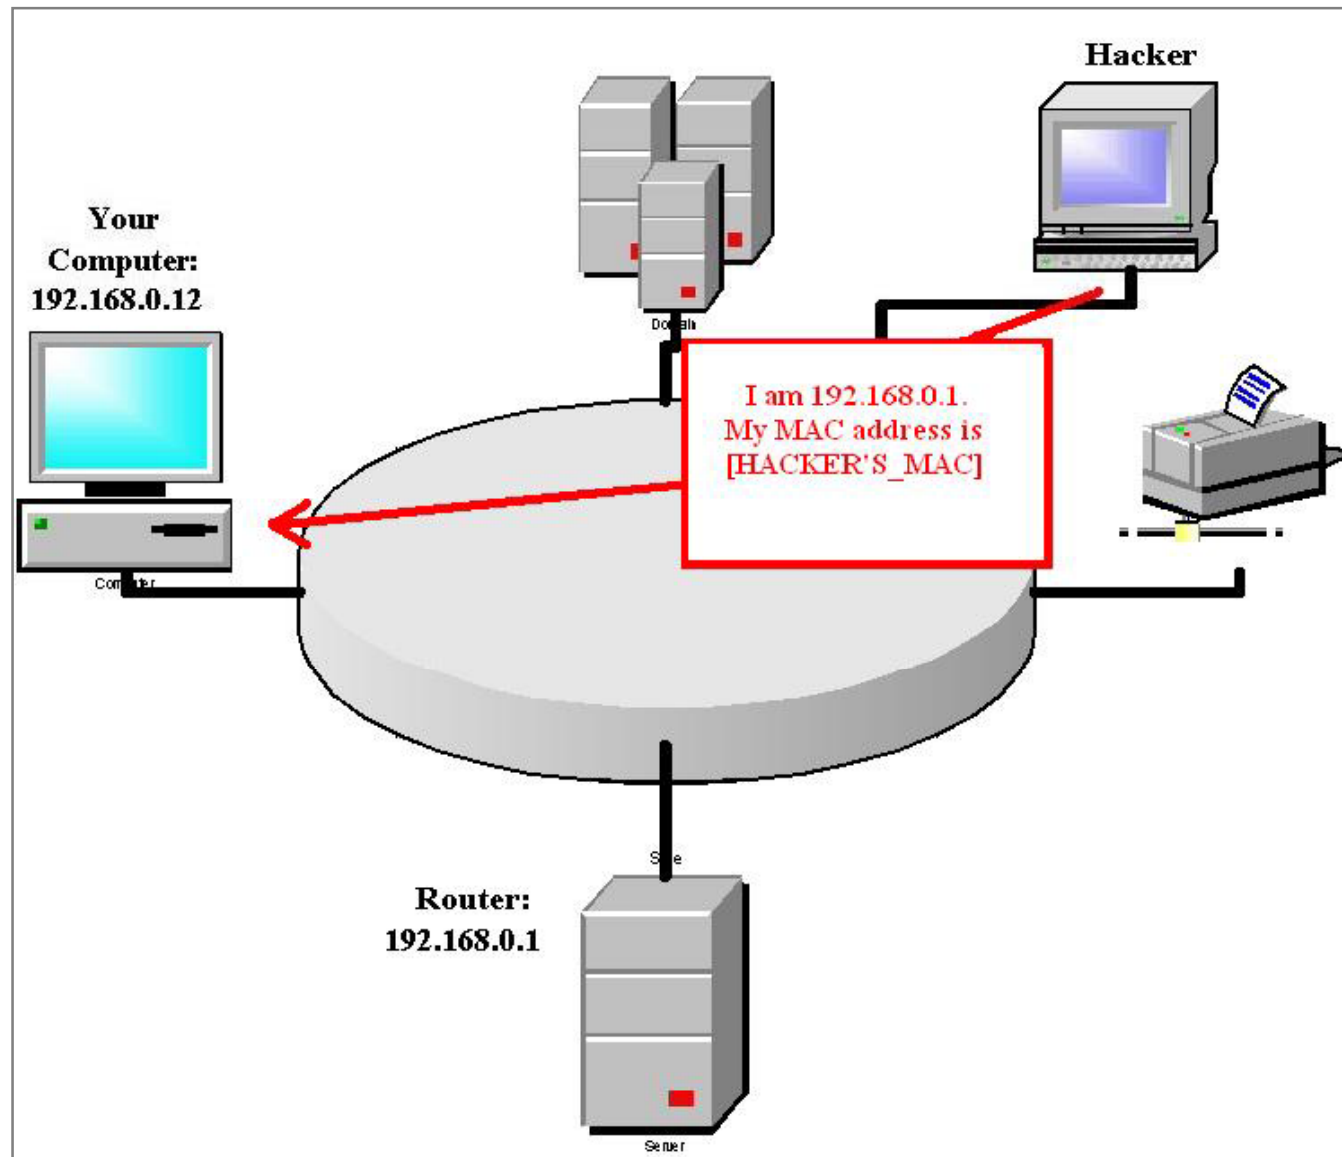 Hacker
Your
Computer:
192.168.0.12
I am 192.168.0.1.
My MAC address is
[HACKER'S_MAC]
Router:
192.168.0.1
Server